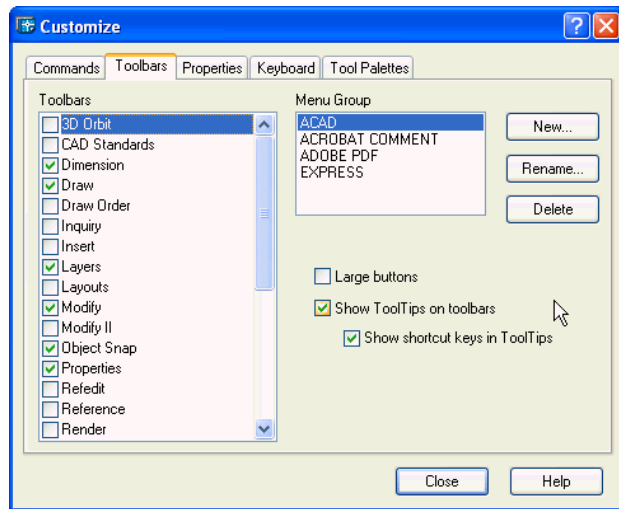 Customize
Commands Toolbars Properties Keyboard Tool Palettes
Toolbars
3D Orbit
CAD Standards
Dimension
Draw
Draw Order
Inquiry
Insert
Layers
Layouts
Modify
Modify II
Object Snap
Properties
Refedit
Reference
Render
Menu Group
ACAD
ACROBAT COMMENT
ADOBE PDF
EXPRESS
New...
Rename...
Delete
Large buttons
Show ToolTips on toolbars
Show shortcut keys in ToolTips
Close Help